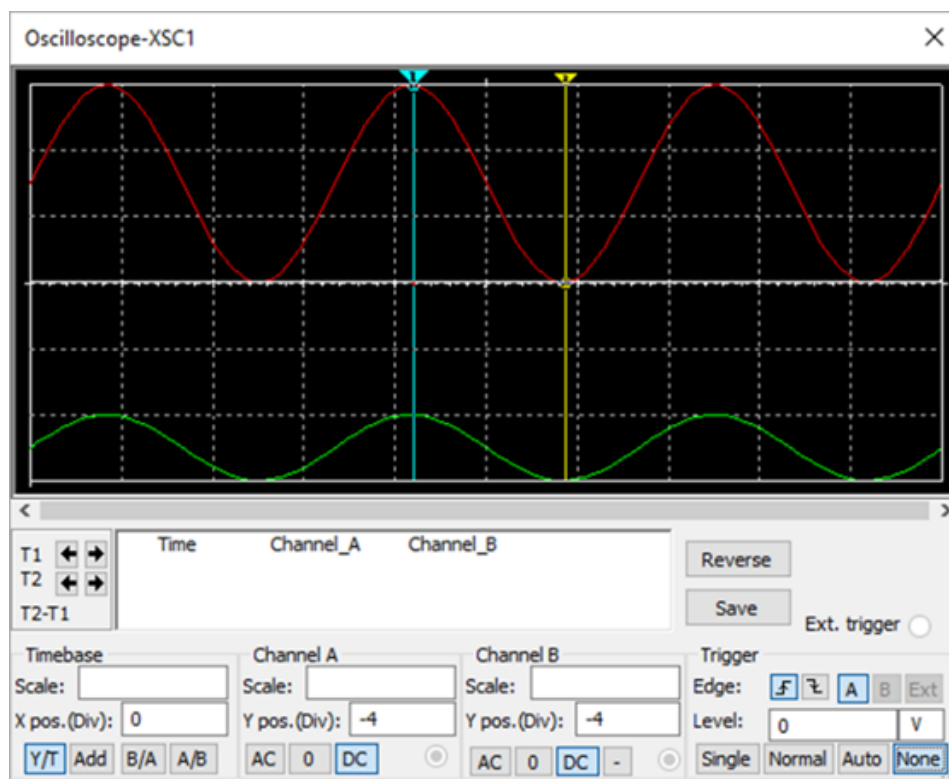 Oscilloscope-XSC1
1
2
Time Channel_A Channel_B
T1
T2
T2-T1
Reverse
Save
Ext. trigger
Timebase
Scale:
X pos.(Div): 0
Y/T Add B/A A/B
Channel A
Scale:
Y pos.(Div): -4
AC 0 DC
Channel B
Scale:
Y pos.(Div): -4
AC 0 DC -
Trigger
Edge: A B Ext
Level: 0 V
Single Normal Auto None